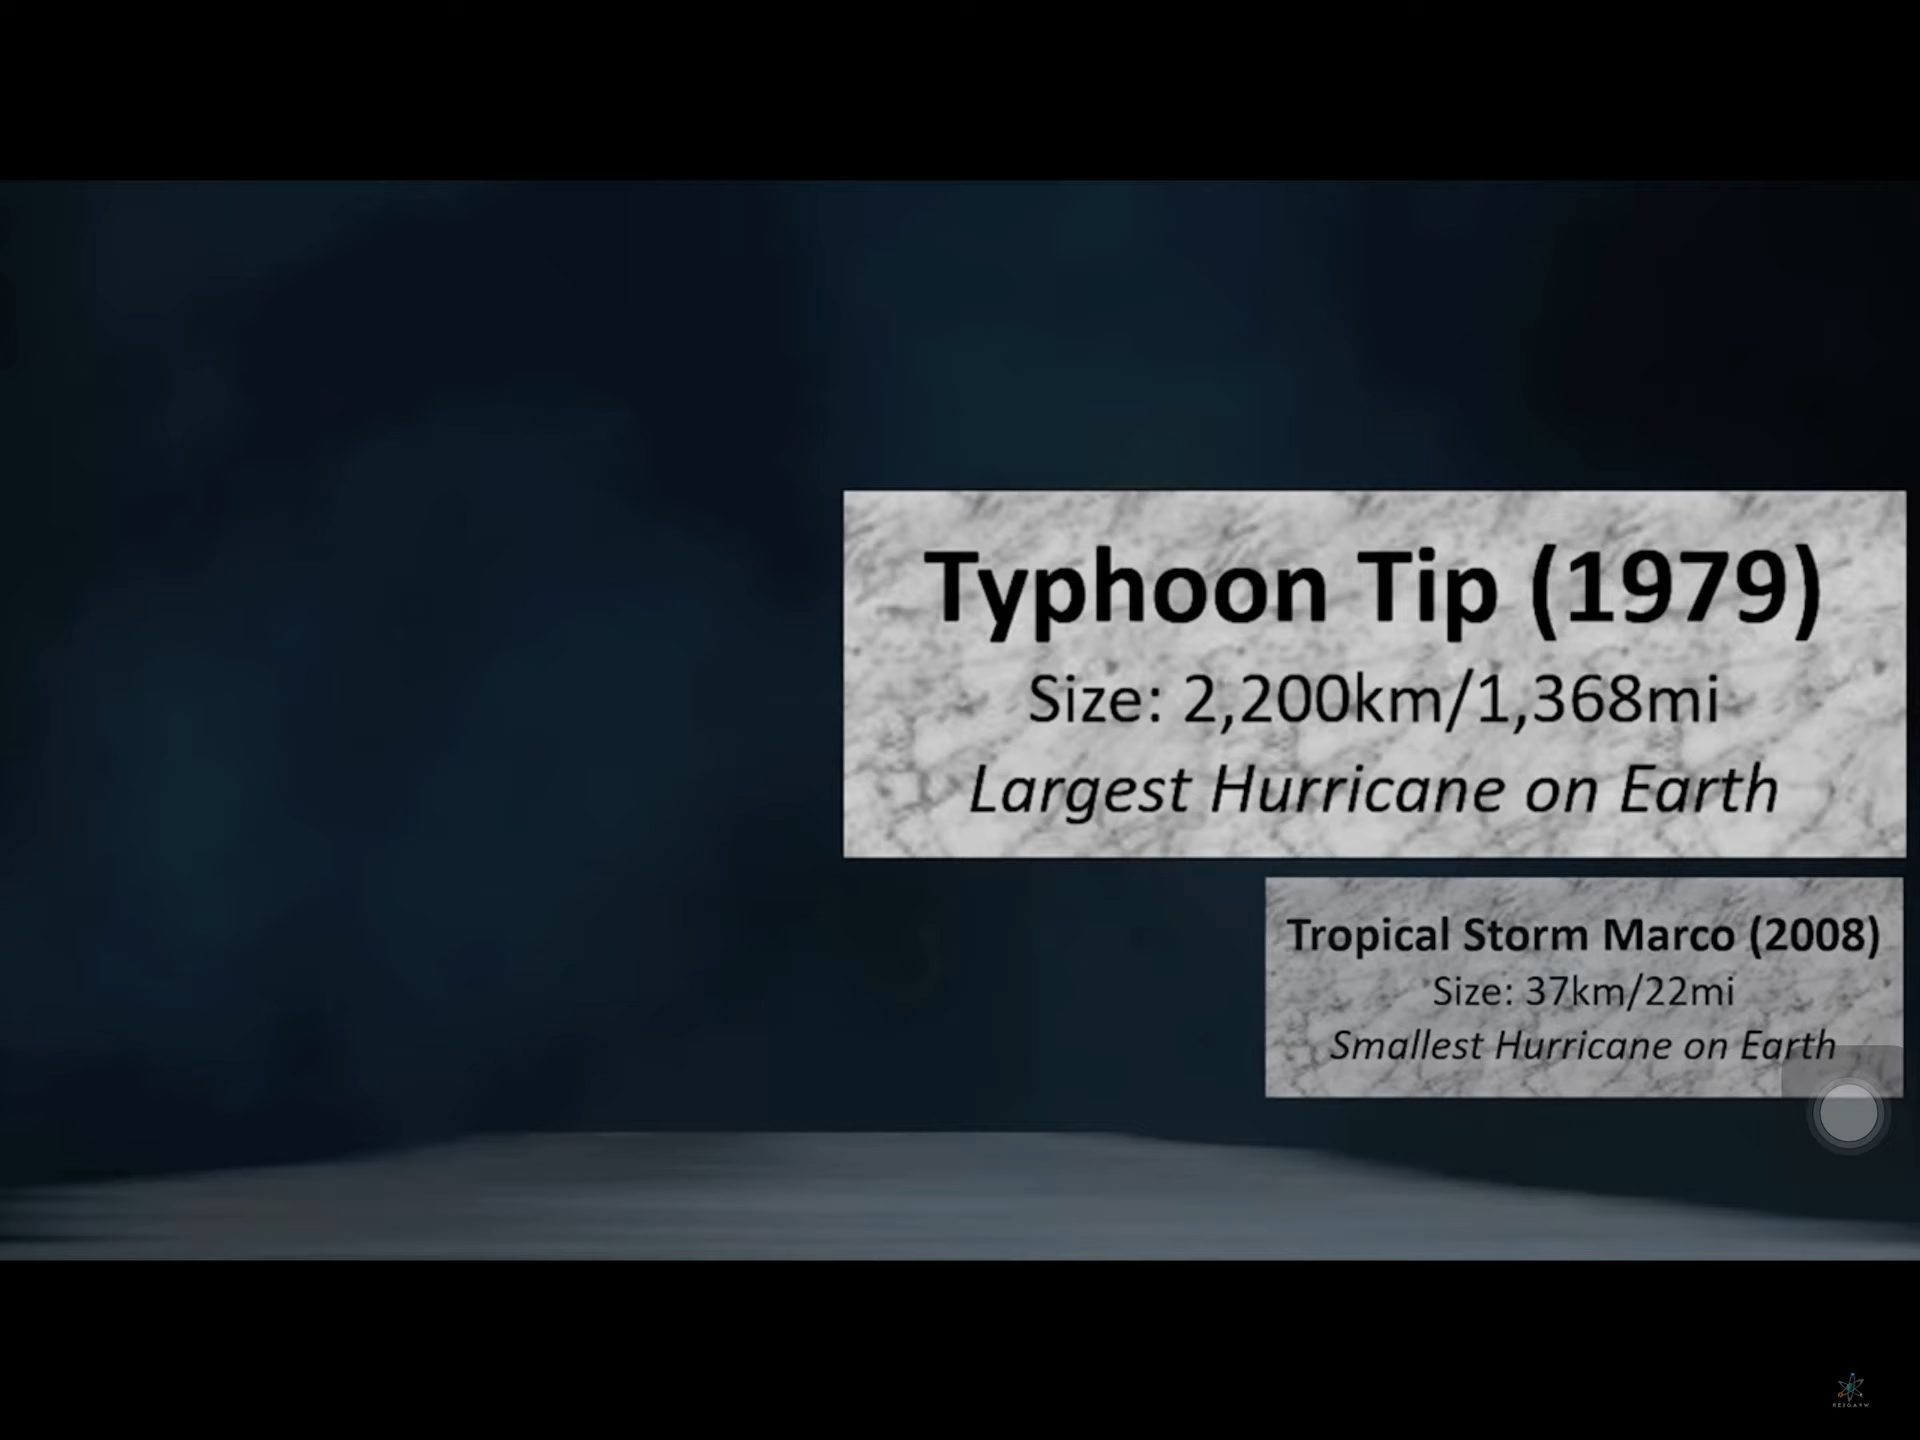 Typhoon Tip (1979)
Size: 2,200km/1,368mi
Largest Hurricane on Earth
Tropical Storm Marco (2008)
Size: 37km/22mi
Smallest Hurricane on Earth